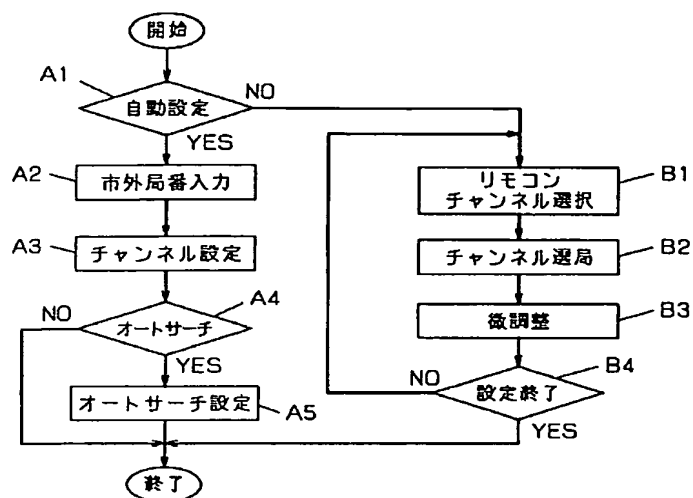 開始
A1
自動設定
NO
YES
A2
市外局番入力
A3
チャンネル設定
A4
NO
オートサーチ
YES
オートサーチ設定
A5
終了
リモコン
チャンネル選択
B1
チャンネル選局
B2
微調整
B3
B4
NO
設定終了
YES